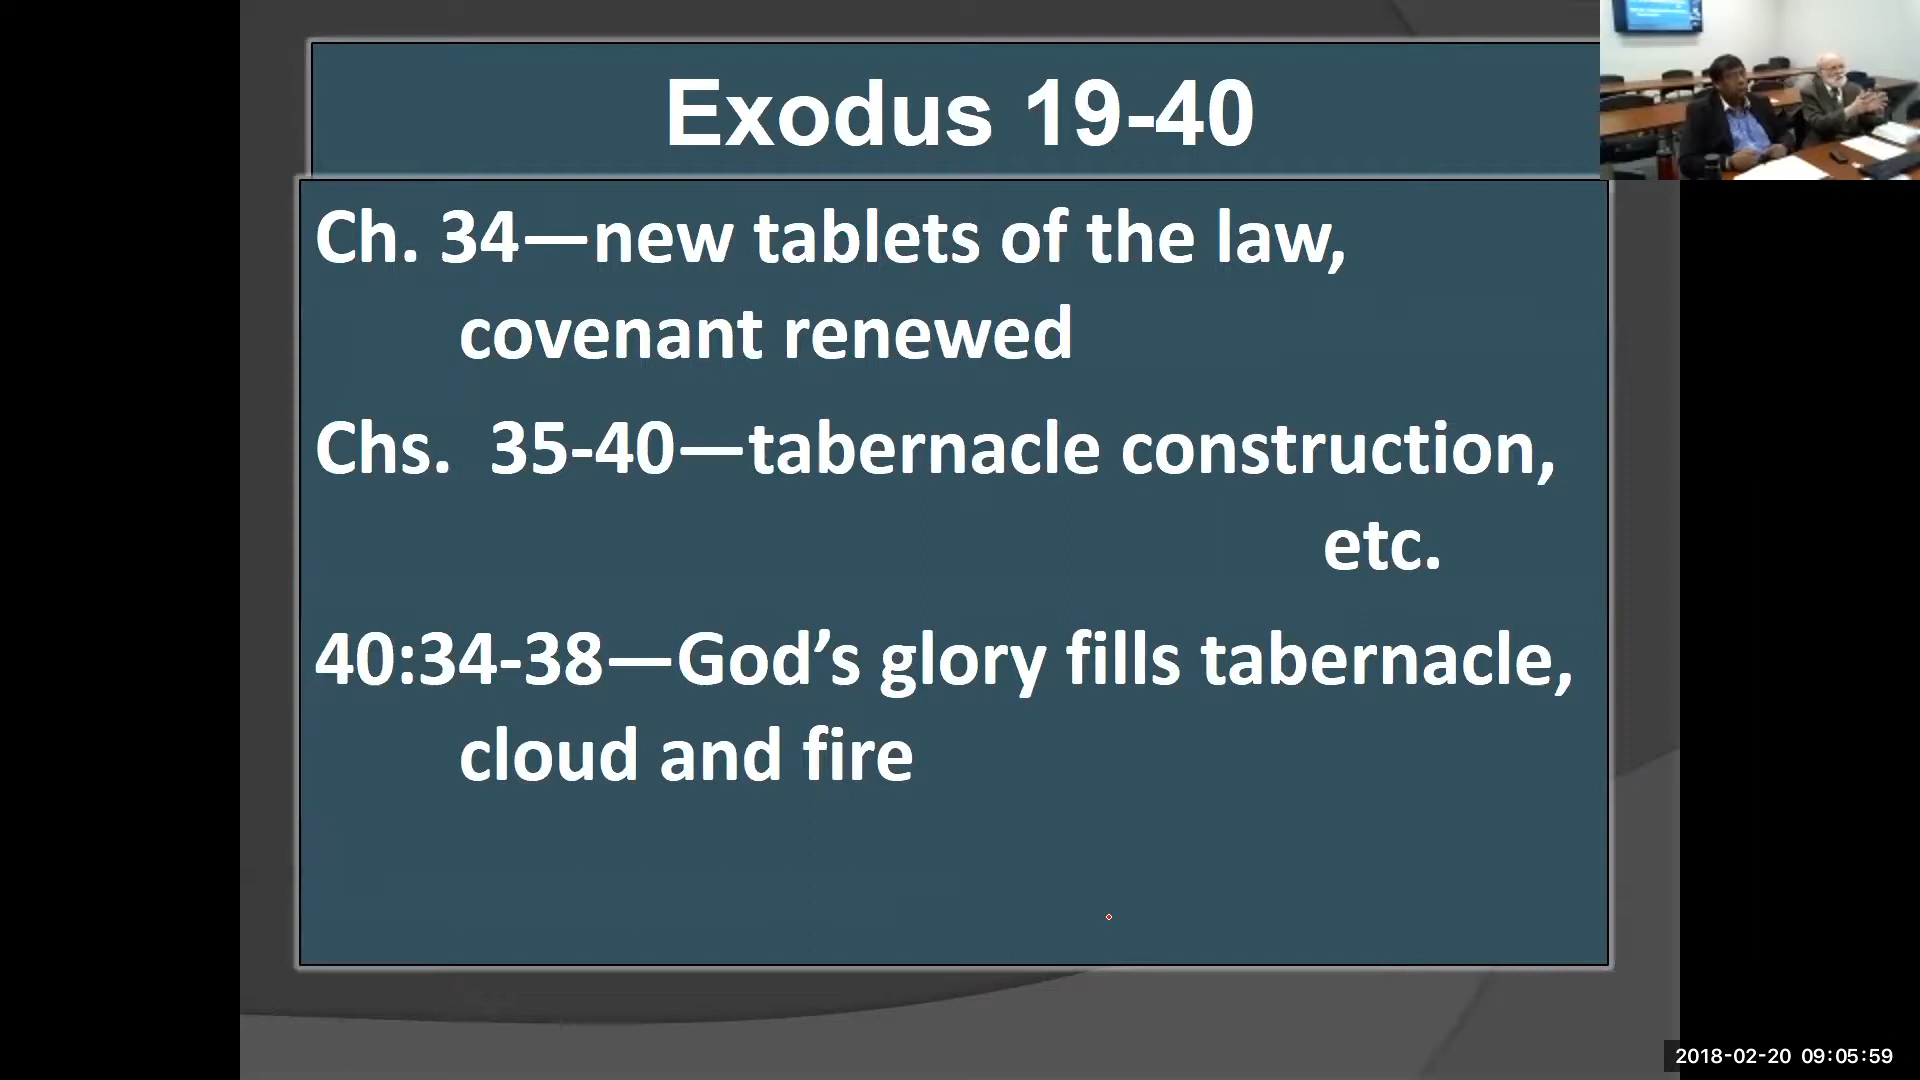 Exodus 19-40
Ch. 34—new tablets of the law,
covenant renewed
Chs. 35-40—tabernacle construction,
etc.
40:34-38—God’s glory fills tabernacle,
cloud and fire
2018-02-20 09:05:59